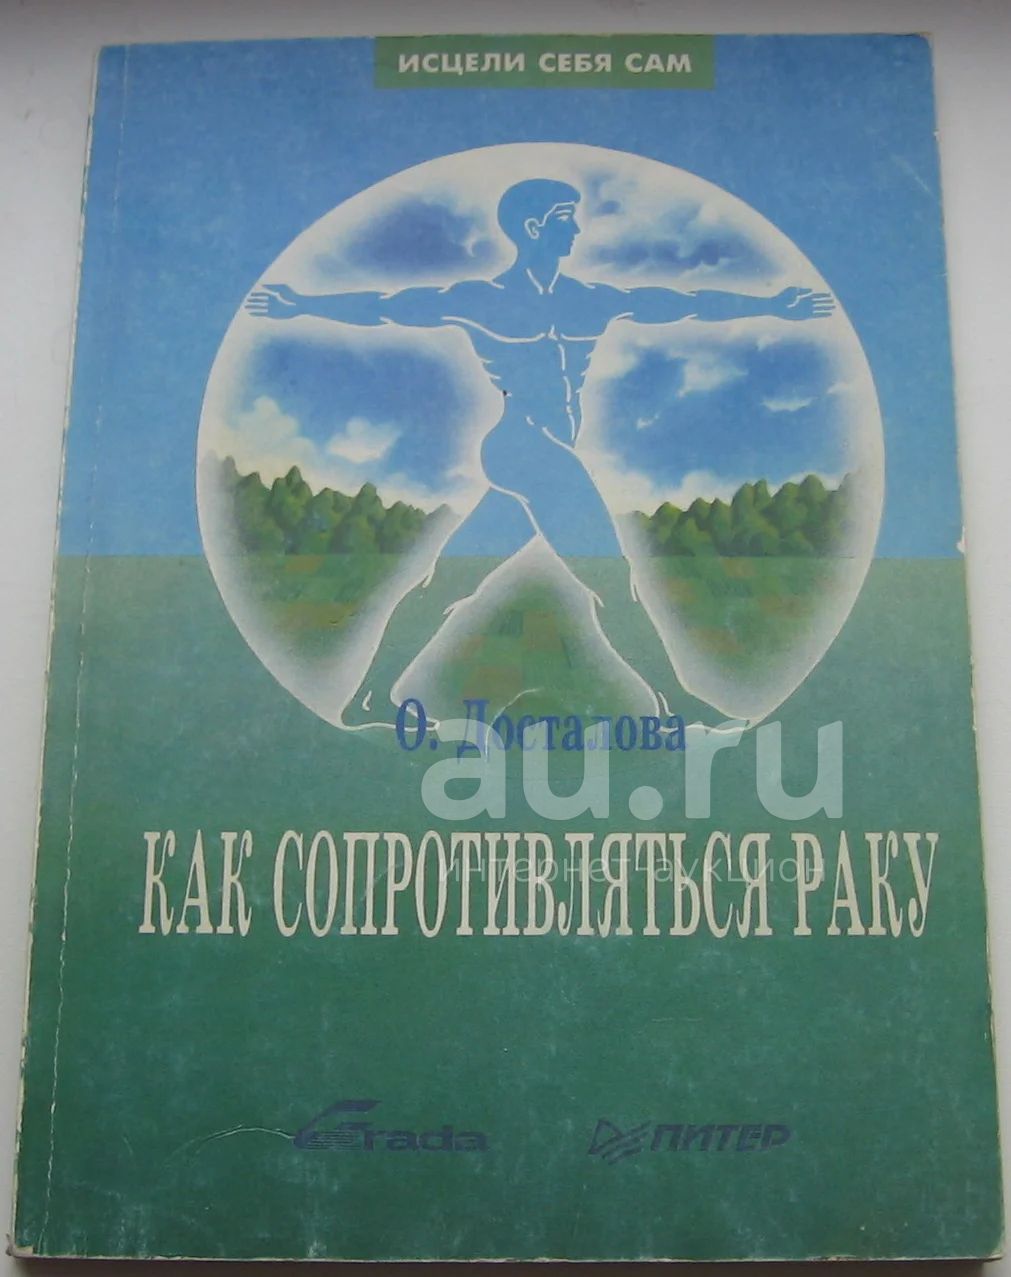 ИСЦЕЛИ СЕБЯ САМ
О. Досталова
au.ru
КАК СОПРОТИВЛЯТЬСЯ РАКУ
интернет-аукцион
Grada
ПИТЕР